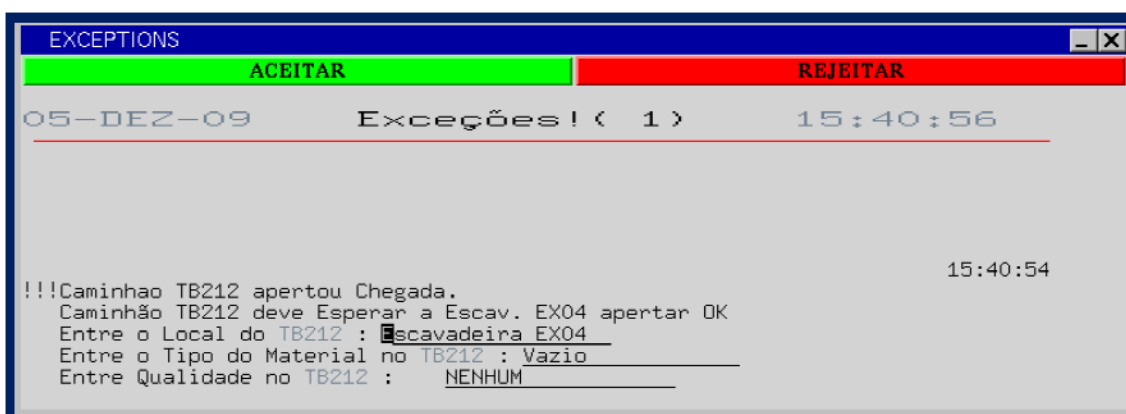 EXCEPTIONS
ACEITAR REJEITAR
05-DEZ-09 Exceções!( 1) 15:40:56
15:40:54
!!!Caminhao TB212 apertou Chegada.
Caminhão TB212 deve Esperar a Escav. EX04 apertar OK
Entre o Local do TB212 : Escavadeira EX04
Entre o Tipo do Material no TB212 : Vazio
Entre Qualidade no TB212 : NENHUM